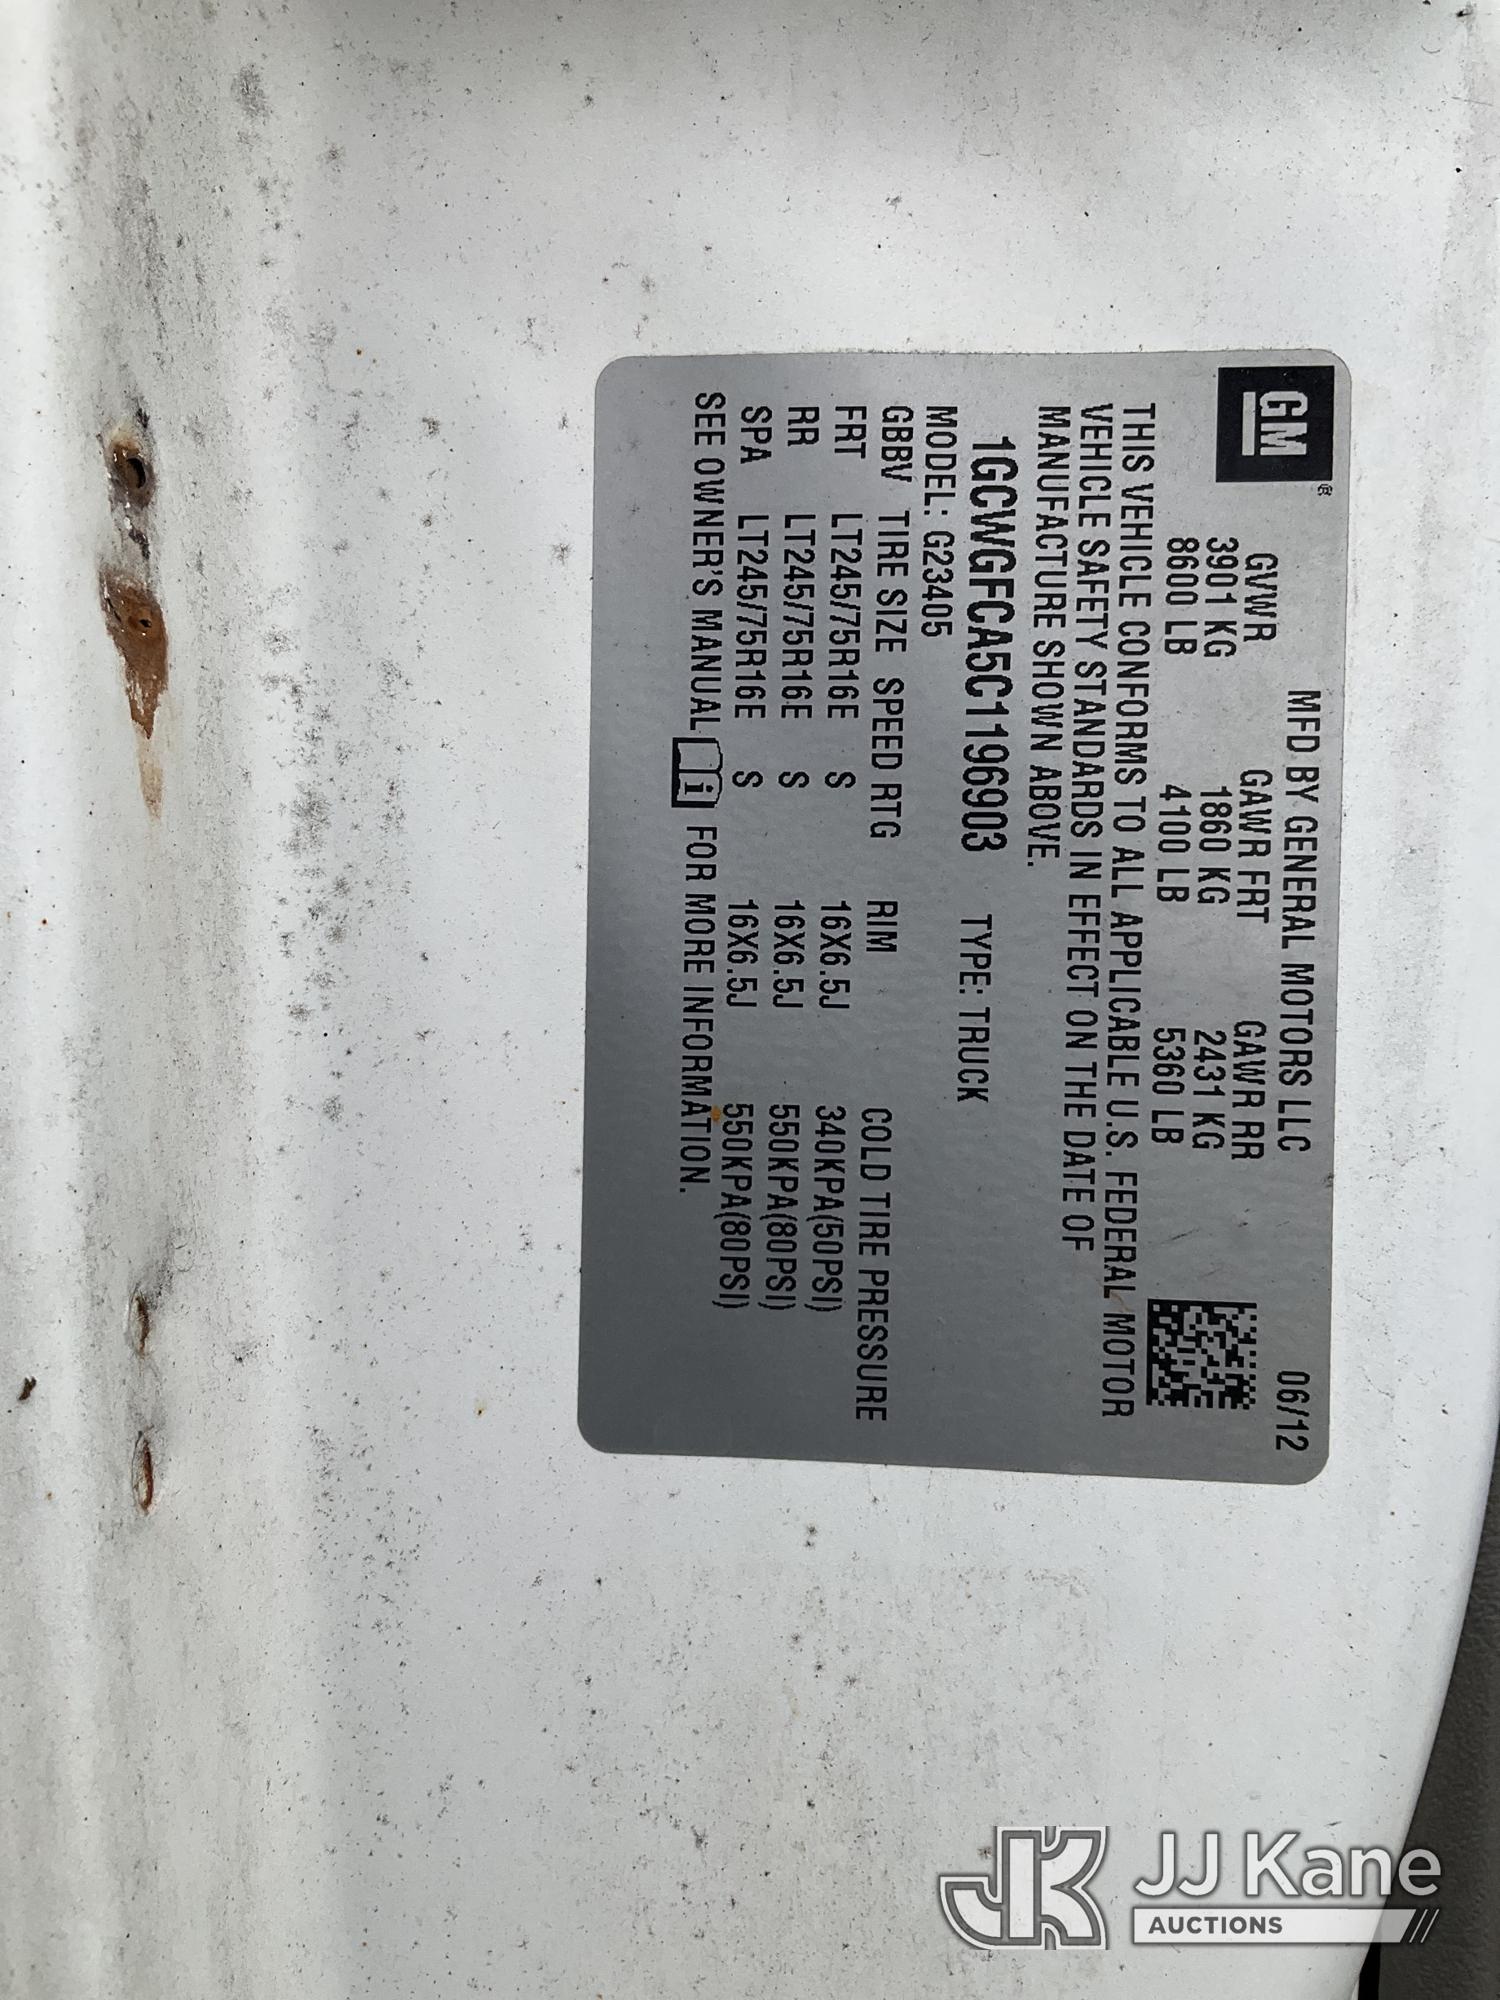 GM ®
MFD BY GENERAL MOTORS LLC 06/12
GVWR GAWR FRT GAWR RR
3901 KG 1860 KG 2431 KG
8600 LB 4100 LB 5360 LB
THIS VEHICLE CONFORMS TO ALL APPLICABLE U.S. FEDERAL MOTOR
VEHICLE SAFETY STANDARDS IN EFFECT ON THE DATE OF
MANUFACTURE SHOWN ABOVE.
1GCWGFCA5C1196903 TYPE: TRUCK
MODEL: G23405
GBBV TIRE SIZE SPEED RTG RIM COLD TIRE PRESSURE
FRT LT245/75R16E S 16X6.5J 340KPA(50PSI)
RR LT245/75R16E S 16X6.5J 550KPA(80PSI)
SPA LT245/75R16E S 16X6.5J 550KPA(80PSI)
SEE OWNER'S MANUAL i FOR MORE INFORMATION.
JK JJ Kane
AUCTIONS